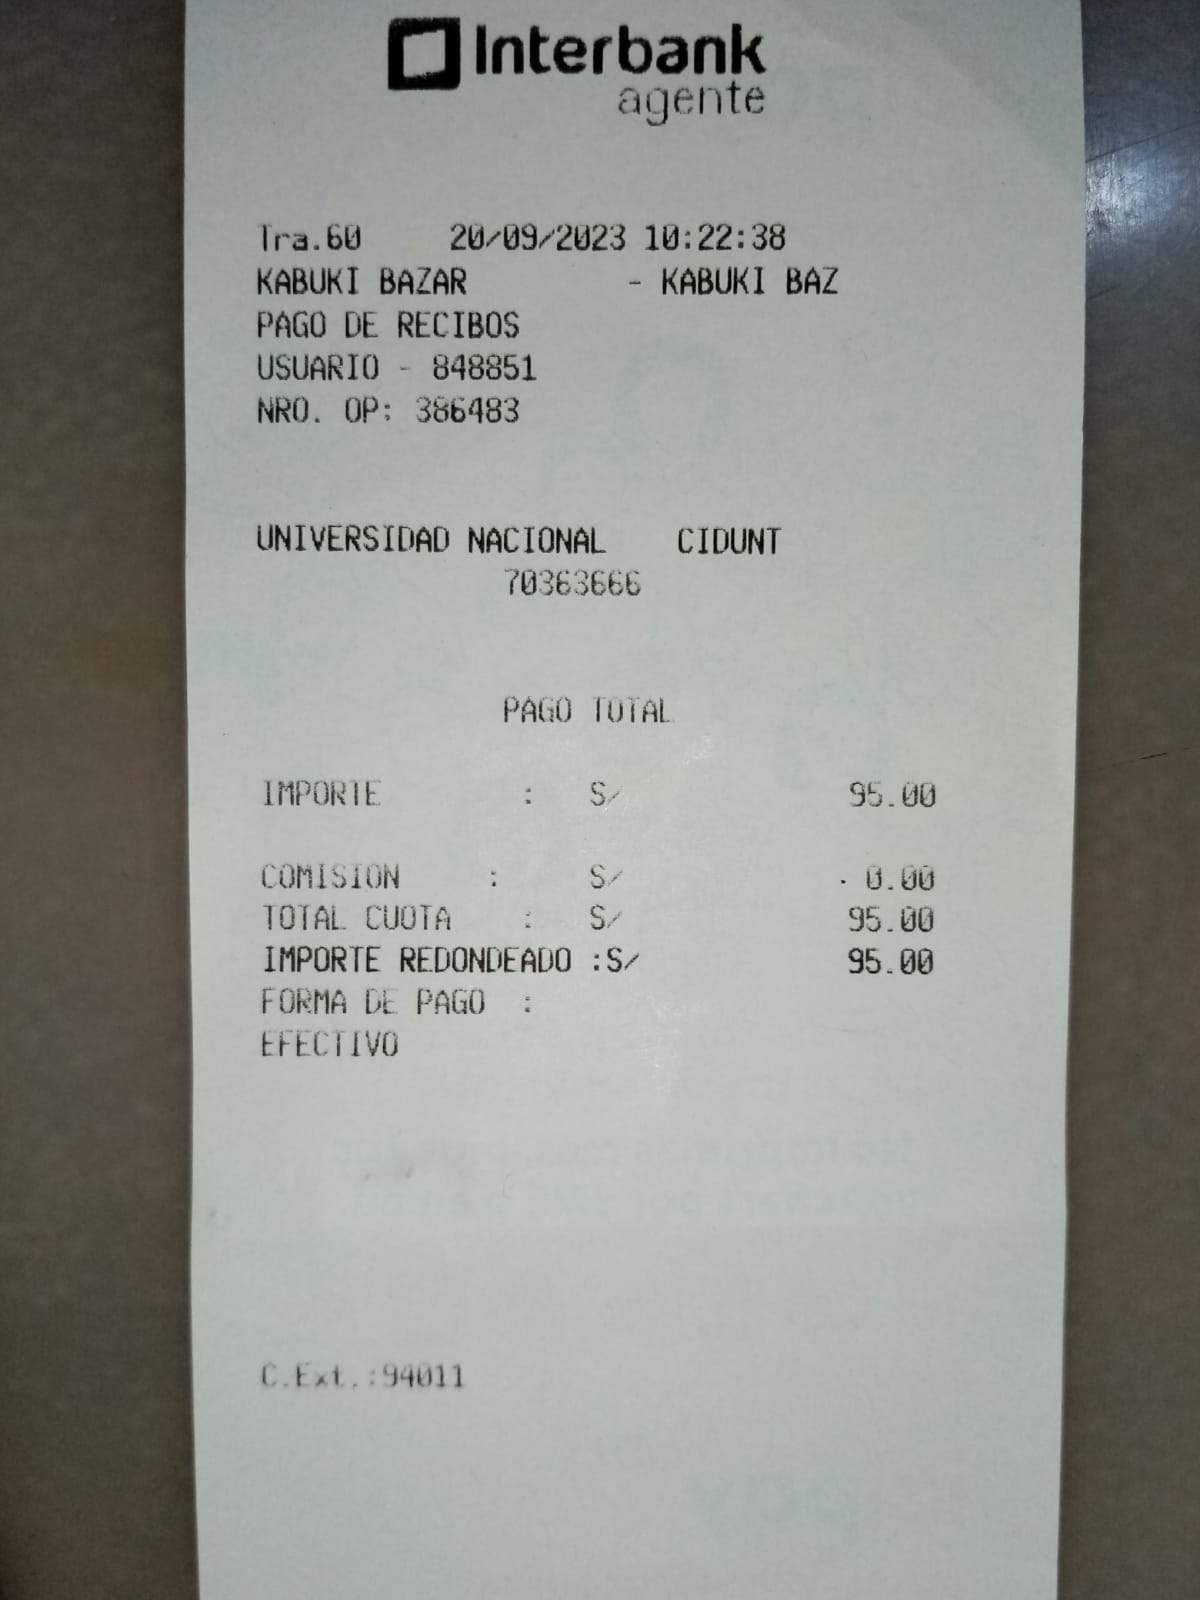 Interbank
agente
Tra.60 20/09/2023 10:22:38
KABUKI BAZAR - KABUKI BAZ
PAGO DE RECIBOS
USUARIO - 848851
NRO. OP: 386483
UNIVERSIDAD NACIONAL CIDUNT
70363666
PAGO TOTAL
IMPORTE : S/ 95.00
COMISION : S/ 0.00
TOTAL CUOTA : S/ 95.00
IMPORTE REDONDEADO :S/ 95.00
FORMA DE PAGO :
EFECTIVO
C.Ext.:94011